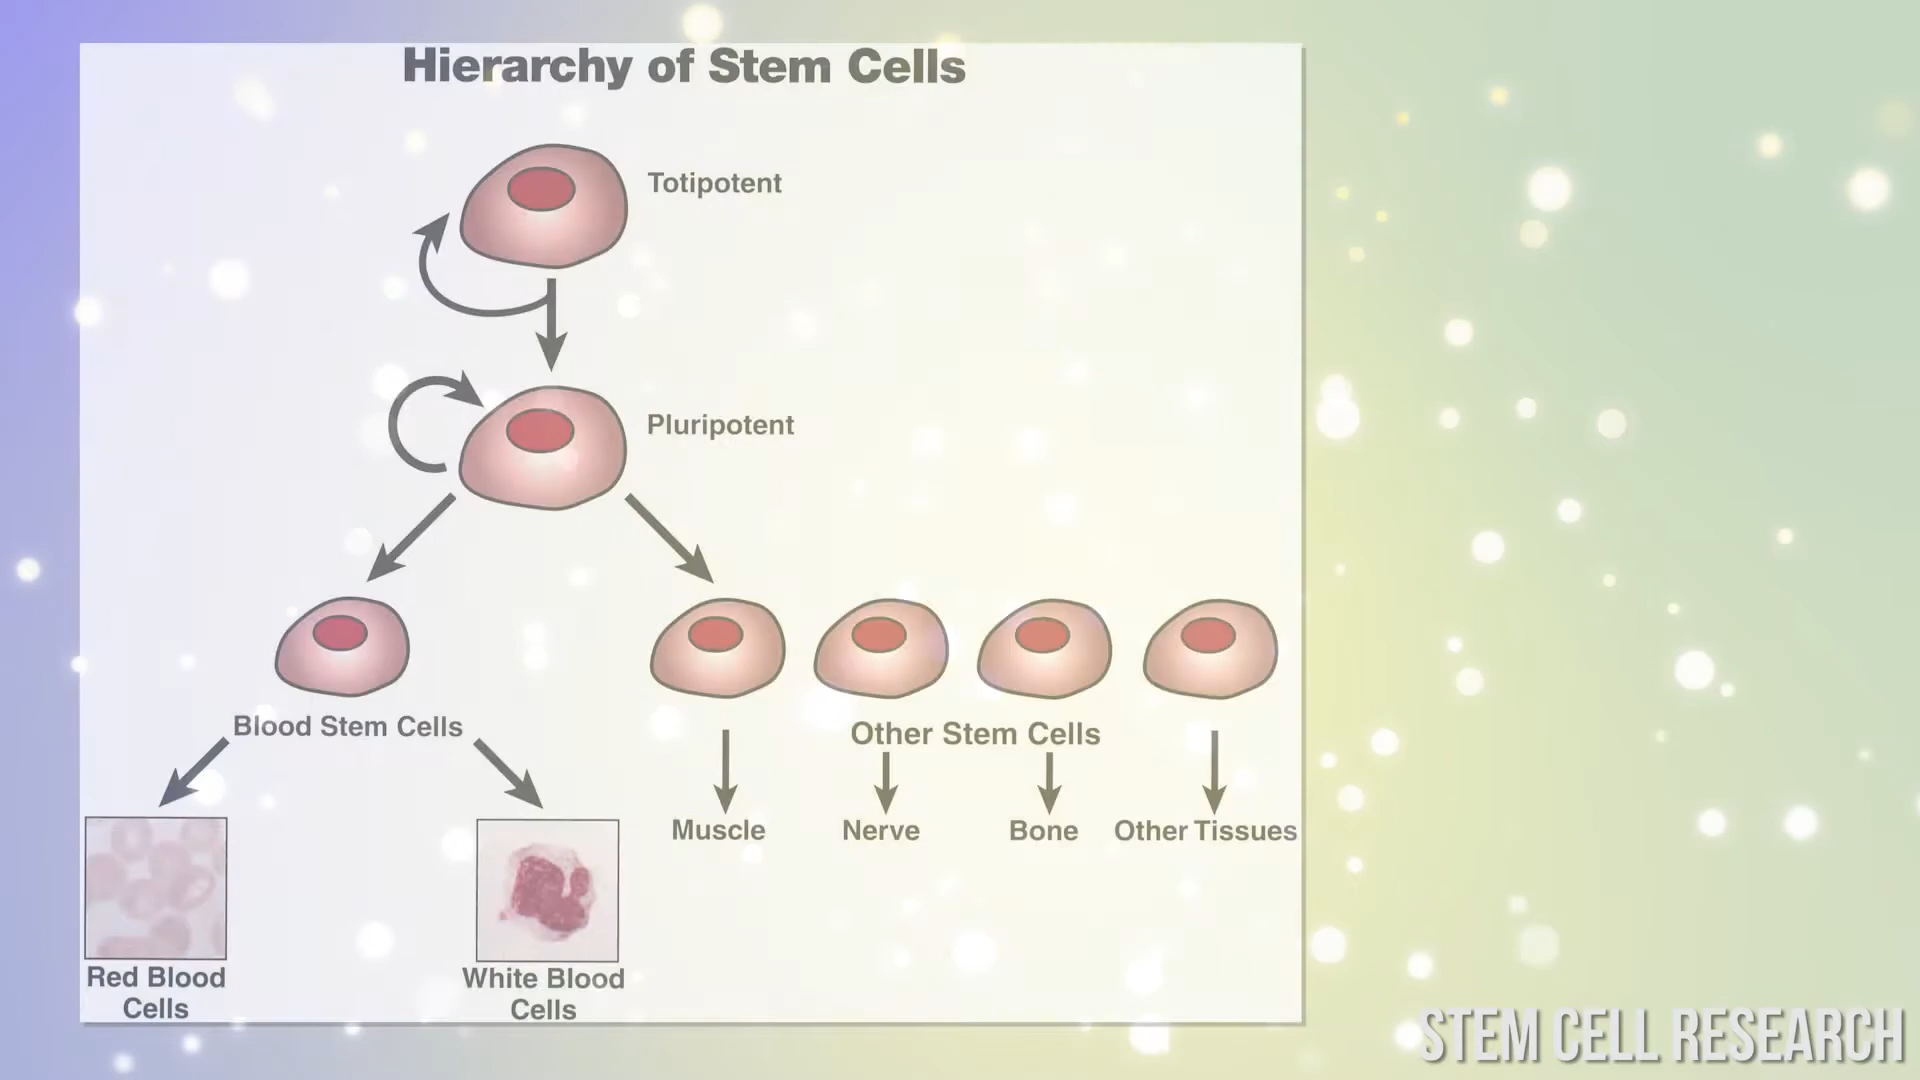 Hierarchy of Stem Cells
Totipotent
Pluripotent
Blood Stem Cells
Other Stem Cells
Muscle
Nerve
Bone
Other Tissues
Red Blood
Cells
White Blood
Cells
STEM CELL RESEARCH